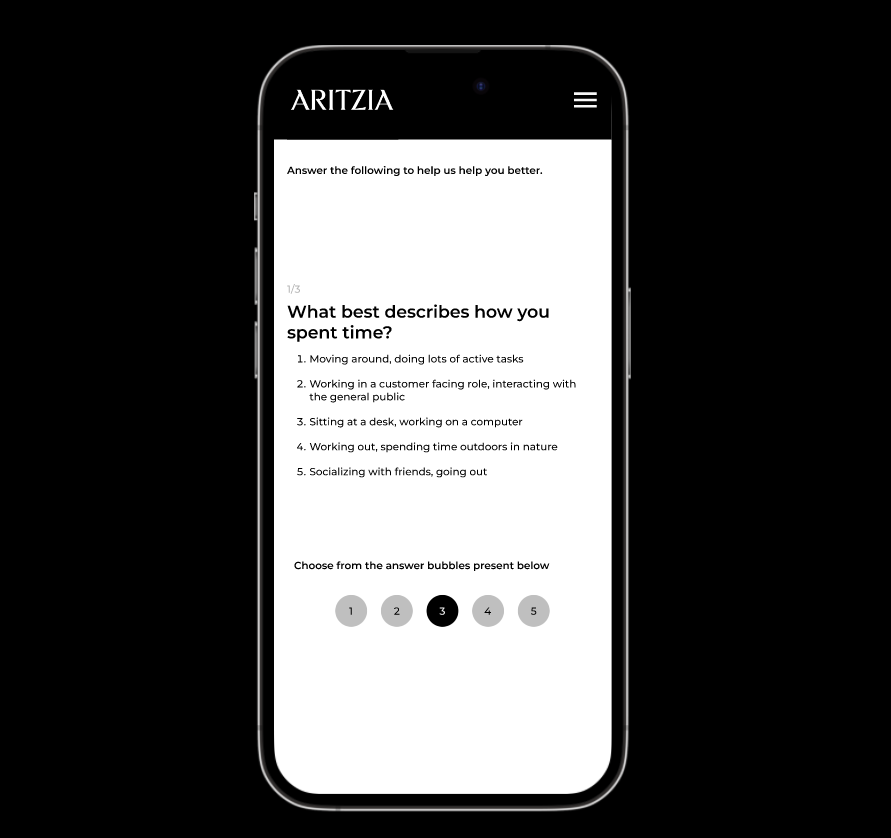 ARITZIA
Answer the following to help us help you better.
1/3
What best describes how you
spent time?
1. Moving around, doing lots of active tasks
2. Working in a customer facing role, interacting with
the general public
3. Sitting at a desk, working on a computer
4. Working out, spending time outdoors in nature
5. Socializing with friends, going out
Choose from the answer bubbles present below
1 2 3 4 5